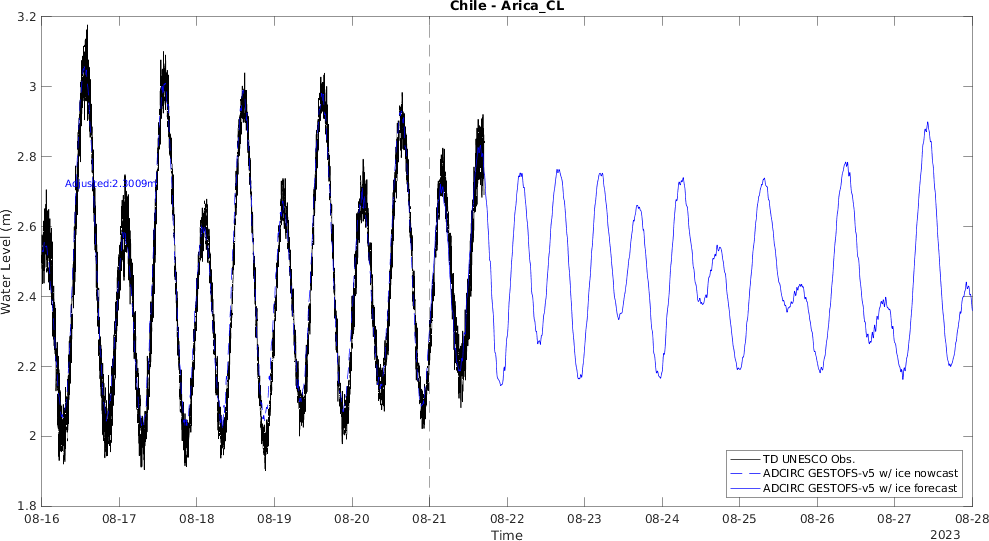 Chile - Arica_CL
3.2
3
2.8
2.6
2.4
2.2
2
1.8
Water Level (m)
Adjusted:2.3009m
TD UNESCO Obs.
ADCIRC GESTOFS-v5 w/ ice nowcast
ADCIRC GESTOFS-v5 w/ ice forecast
08-16 08-17 08-18 08-19 08-20 08-21 08-22 08-23 08-24 08-25 08-26 08-27 08-28
Time
2023